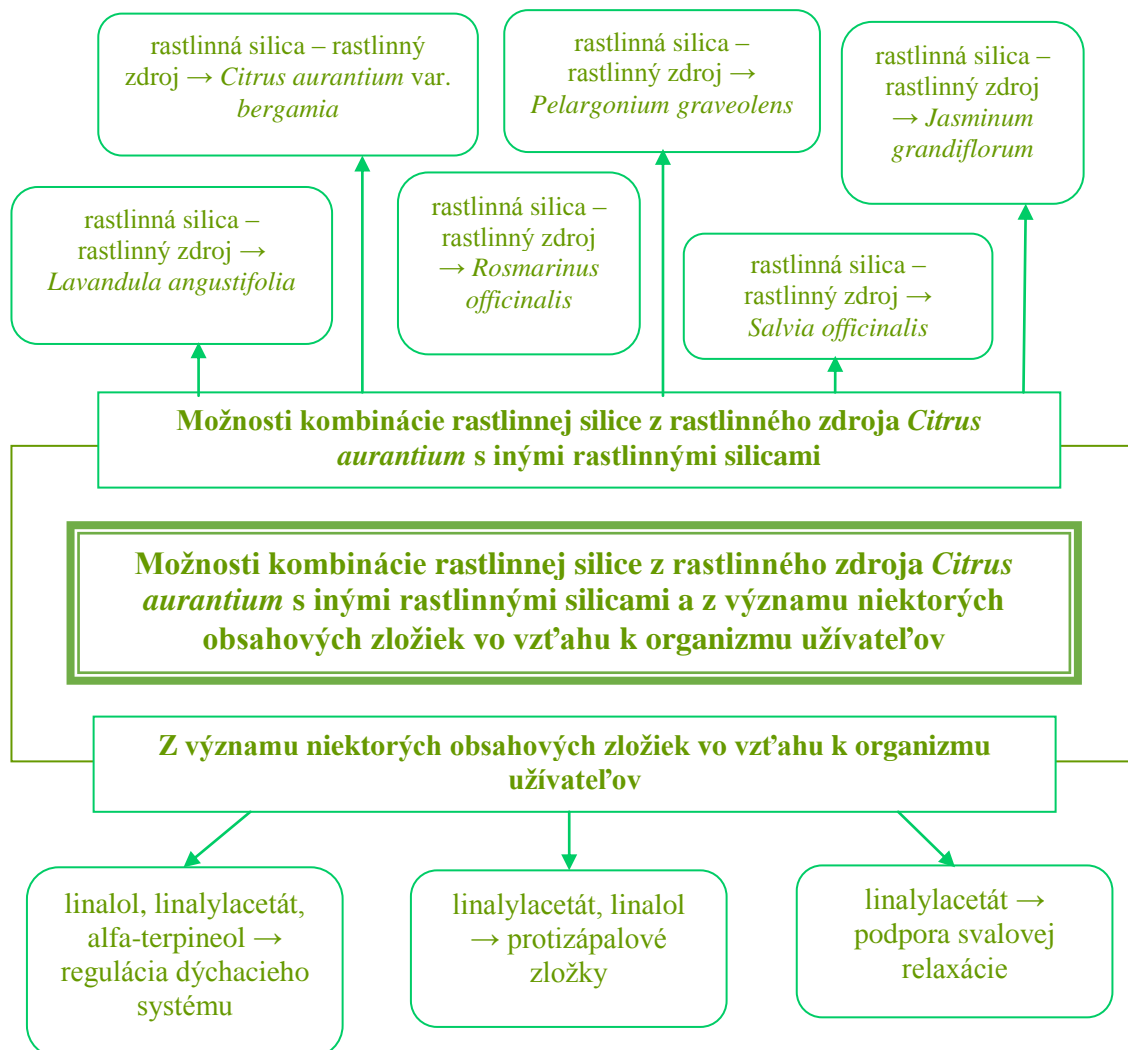 rastlinná silica – rastlinný
zdroj → Citrus aurantium var.
bergamia
rastlinná silica –
rastlinný zdroj →
Pelargonium graveolens
rastlinná silica –
rastlinný zdroj
→ Jasminum
grandiflorum
rastlinná silica –
rastlinný zdroj →
Lavandula angustifolia
rastlinná silica –
rastlinný zdroj
→ Rosmarinus
officinalis
rastlinná silica –
rastlinný zdroj →
Salvia officinalis
Možnosti kombinácie rastlinnej silice z rastlinného zdroja Citrus
aurantium s inými rastlinnými silicami
Možnosti kombinácie rastlinnej silice z rastlinného zdroja Citrus
aurantium s inými rastlinnými silicami a z významu niektorých
obsahových zložiek vo vzťahu k organizmu užívateľov
Z významu niektorých obsahových zložiek vo vzťahu k organizmu
užívateľov
linalol, linalylacetát,
alfa-terpineol →
regulácia dýchacieho
systému
linalylacetát, linalol
→ protizápalové
zložky
linalylacetát →
podpora svalovej
relaxácie